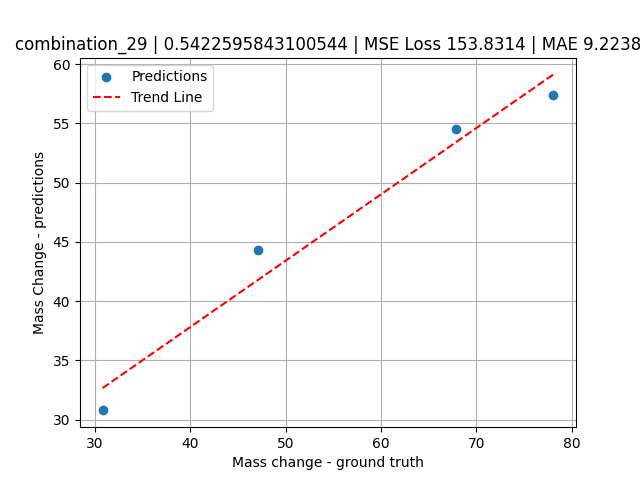 combination_29 | 0.5422595843100544 | MSE Loss 153.8314 | MAE 9.2238
Predictions
Trend Line
60
55
50
45
40
35
30
Mass Change - predictions
30 40 50 60 70 80
Mass change - ground truth